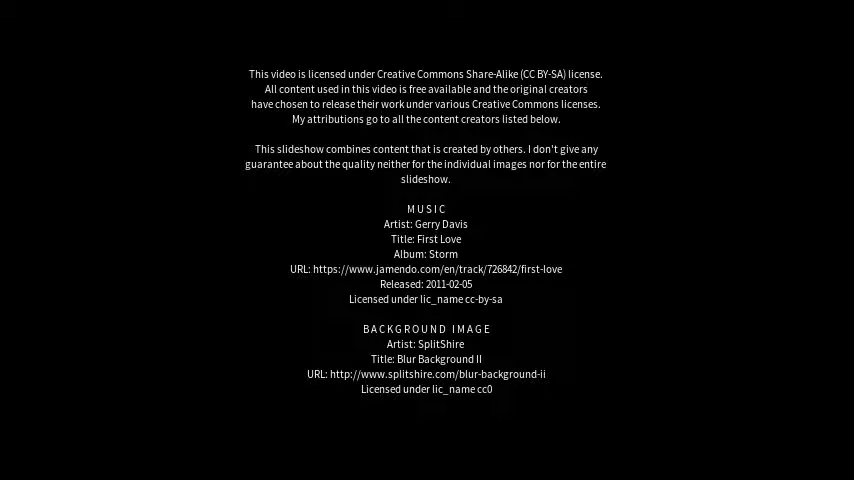 This video is licensed under Creative Commons Share-Alike (CC BY-SA) license.
All content used in this video is free available and the original creators
have chosen to release their work under various Creative Commons licenses.
My attributions go to all the content creators listed below.
This slideshow combines content that is created by others. I don't give any
guarantee about the quality neither for the individual images nor for the entire
slideshow.
MUSIC
Artist: Gerry Davis
Title: First Love
Album: Storm
URL: https://www.jamendo.com/en/track/726842/first-love
Released: 2011-02-05
Licensed under lic_name cc-by-sa
BACKGROUND IMAGE
Artist: SplitShire
Title: Blur Background II
URL: http://www.splitshire.com/blur-background-ii
Licensed under lic_name cc0